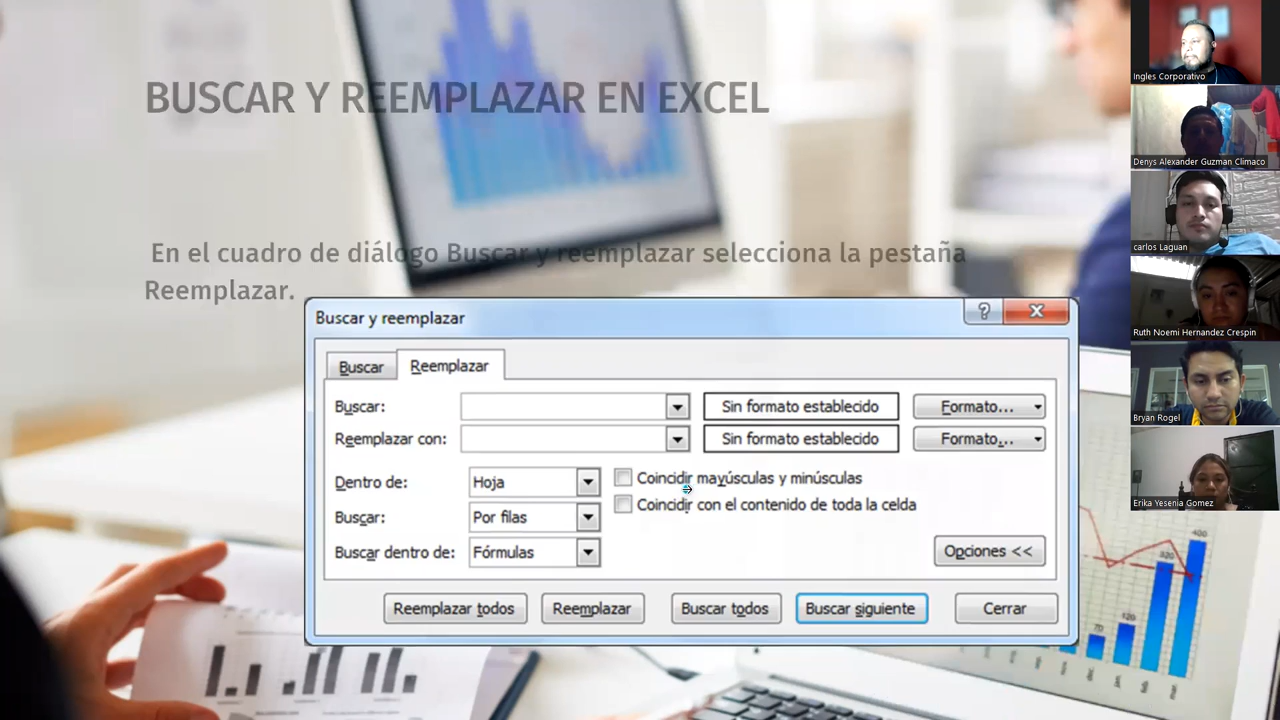 BUSCAR Y REEMPLAZAR EN EXCEL
En el cuadro de diálogo Buscar y reemplazar selecciona la pestaña
Reemplazar.
Buscar y reemplazar
?
Buscar
Reemplazar
Buscar:
Sin formato establecido
Formato...
Reemplazar con:
Sin formato establecido
Formato...
Dentro de:
Hoja
Coincidir mayúsculas y minúsculas
Buscar:
Por filas
Coincidir con el contenido de toda la celda
Buscar dentro de:
Fórmulas
Opciones <<
Reemplazar todos
Reemplazar
Buscar todos
Buscar siguiente
Cerrar
Ingles Corporativo
Denys Alexander Guzman Climaco
carlos Laguan
Ruth Noemi Hernandez Crespin
Bryan Rogel
Erika Yesenia Gomez
400
320
120
70